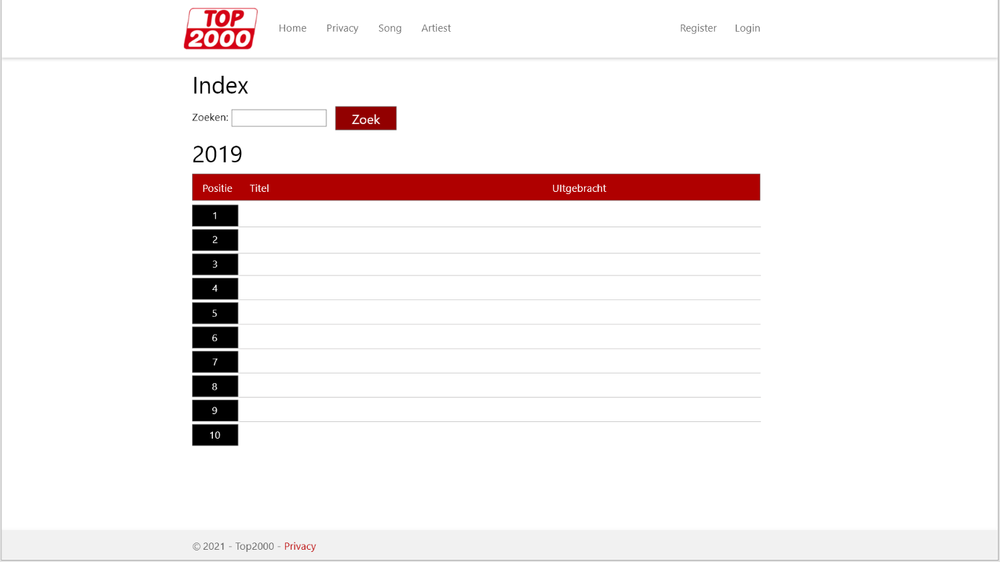 TOP
2000
Home Privacy Song Artiest Register Login
Index
Zoeken: Zoek
2019
Positie Titel UItgebracht
1
2
3
4
5
6
7
8
9
10
© 2021 - Top2000 - Privacy